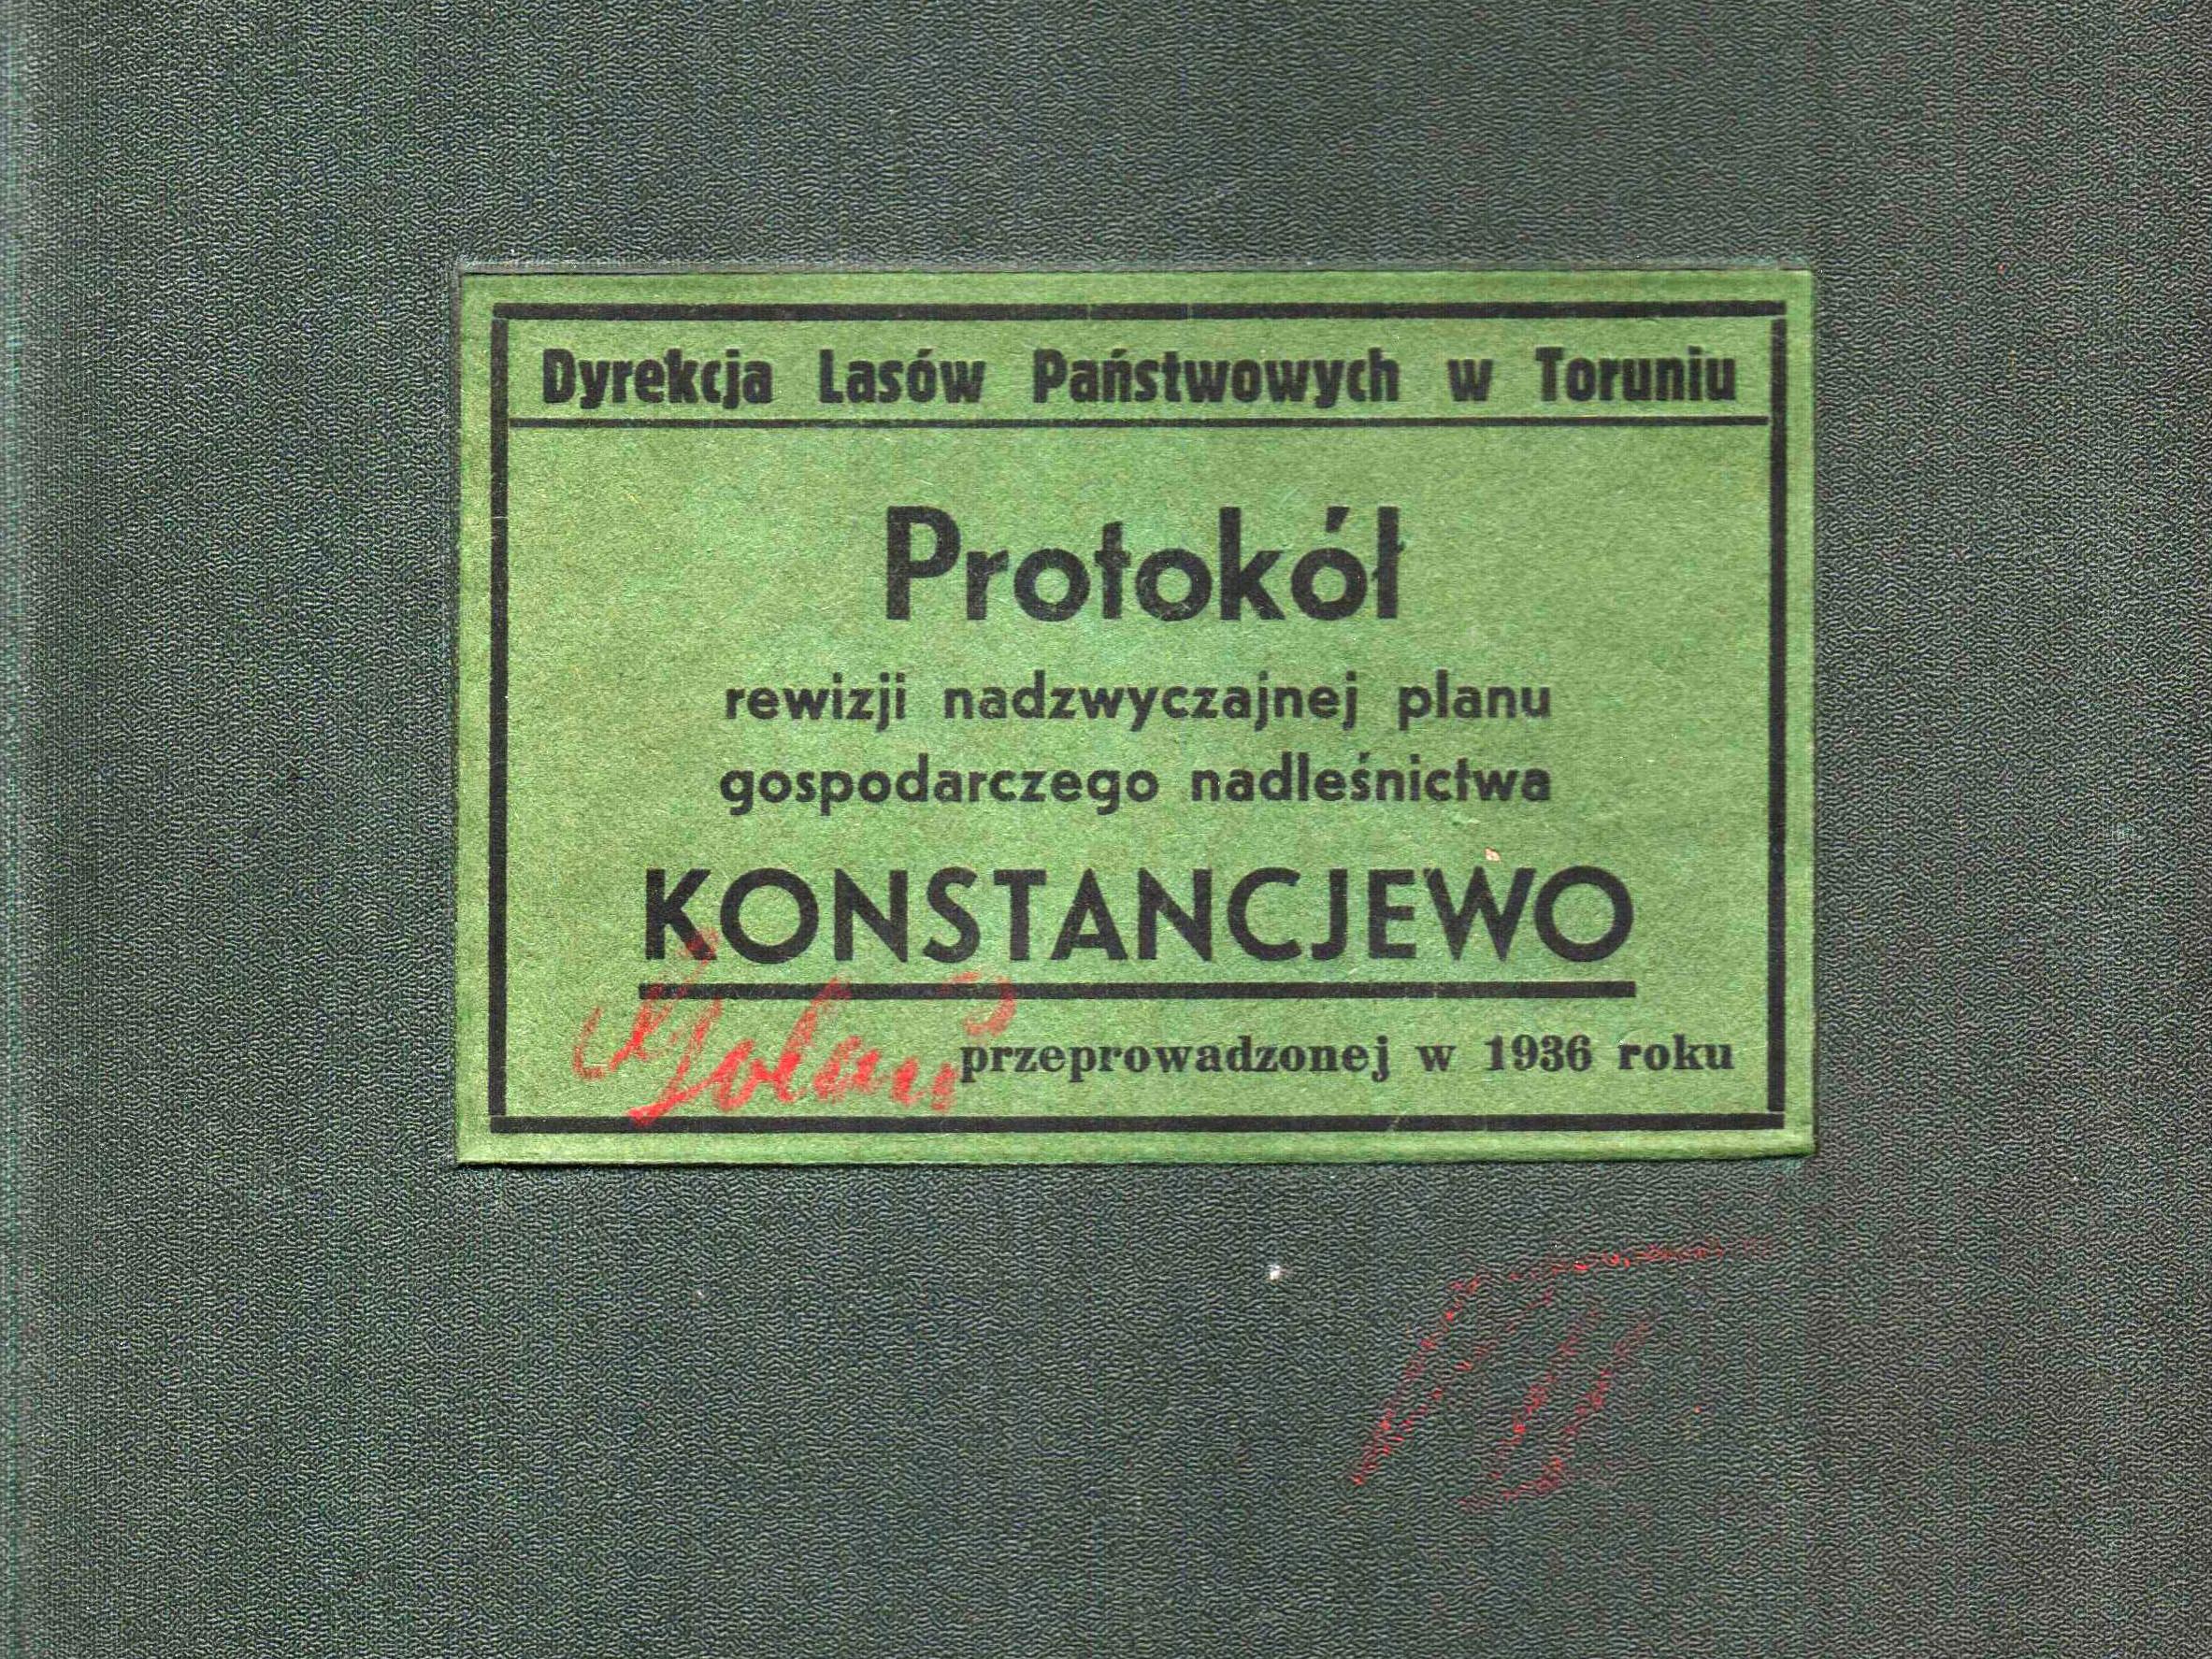 Dyrekcja Lasów Państwowych w Toruniu
Protokół
rewizji nadzwyczajnej planu
gospodarczego nadleśnictwa
KONSTANCJEWO
przeprowadzonej w 1936 roku